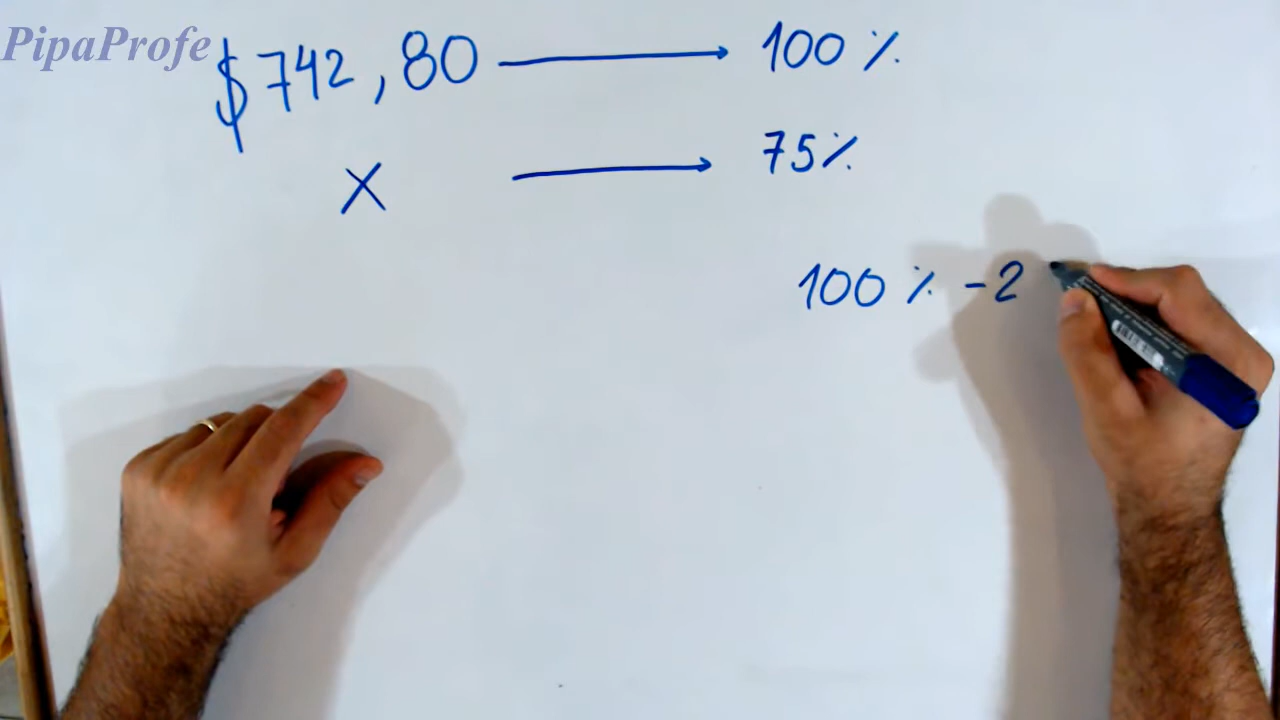 PipaProfe
$742,80 → 100%
X → 75%
100% -2